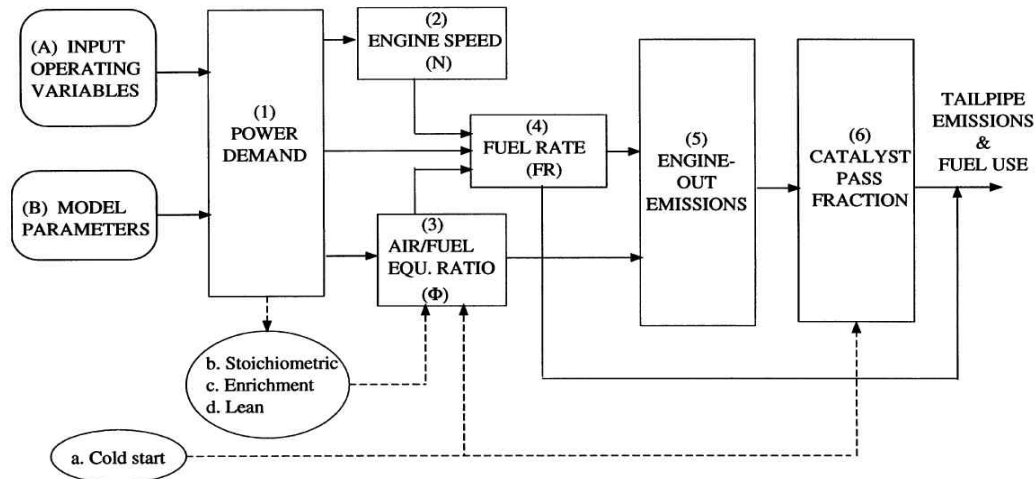 (A) INPUT
OPERATING
VARIABLES
(B) MODEL
PARAMETERS
(1)
POWER
DEMAND
(2)
ENGINE SPEED
(N)
(3)
AIR/FUEL
EQU. RATIO
(Φ)
(4)
FUEL RATE
(FR)
(5)
ENGINE-
OUT
EMISSIONS
(6)
CATALYST
PASS
FRACTION
TAILPIPE
EMISSIONS
&
FUEL USE
b. Stoichiometric
c. Enrichment
d. Lean
a. Cold start